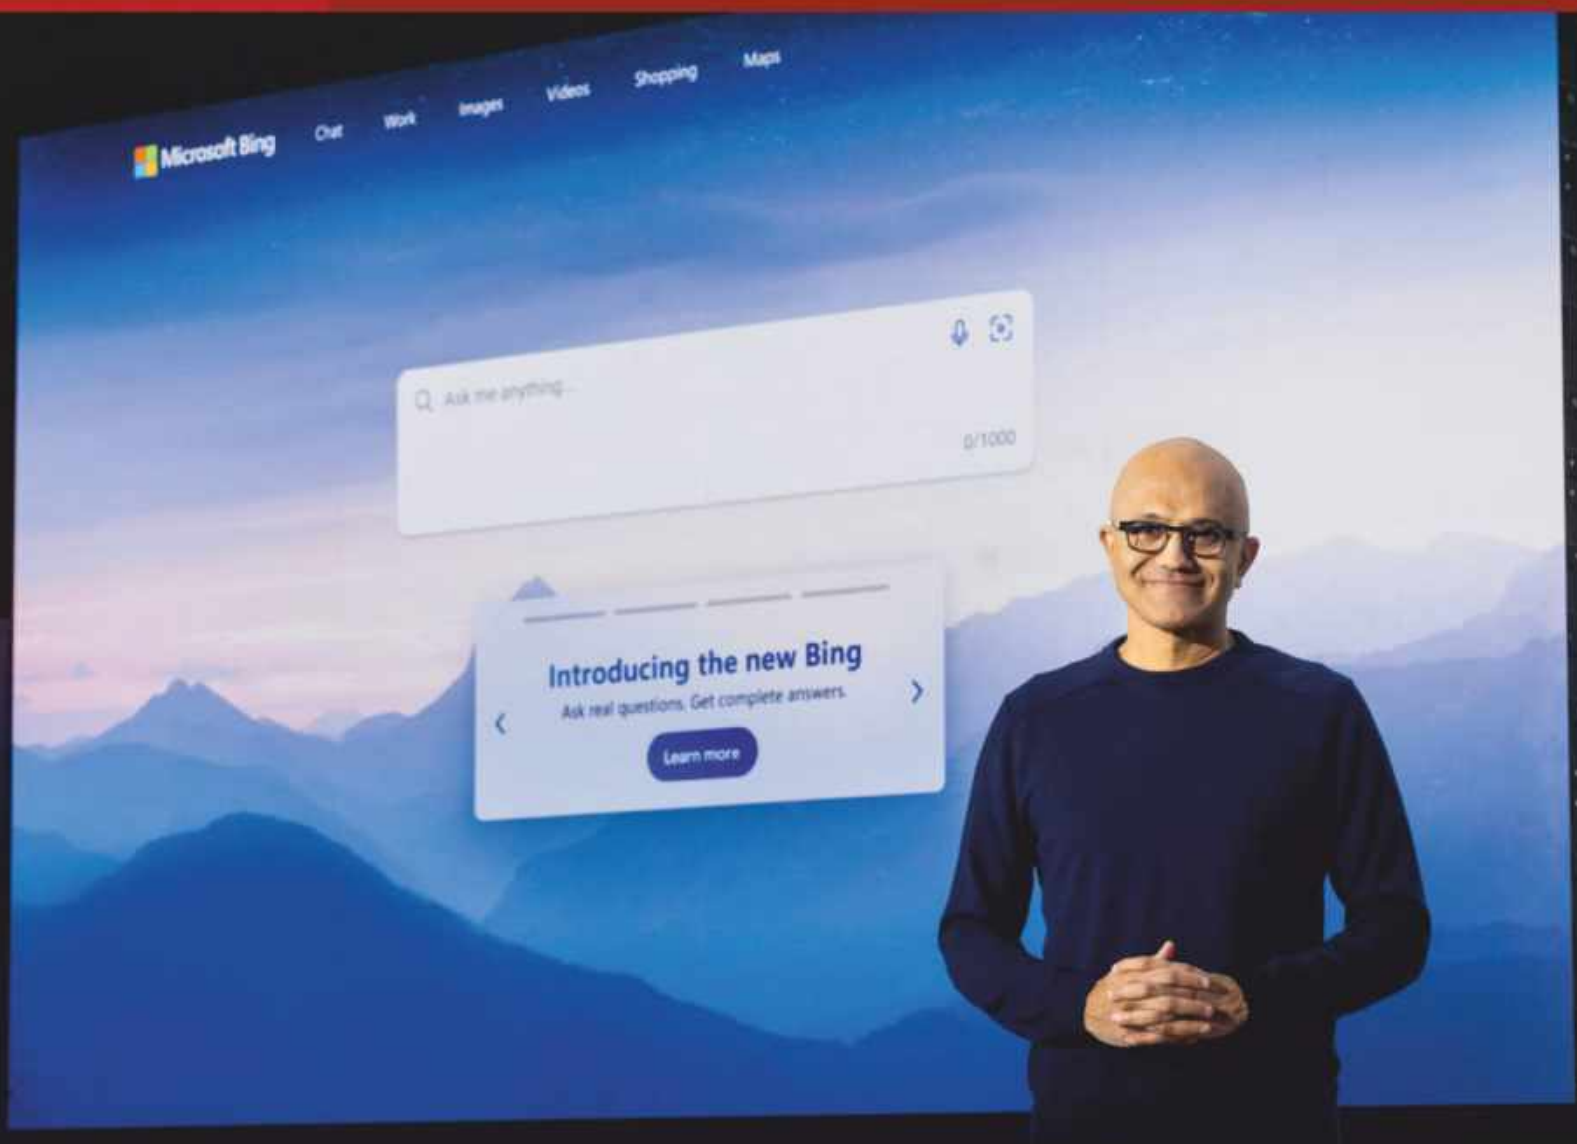 Microsoft Bing Chat Work Images Videos Shopping Maps
Ask me anything...
0/1000
Introducing the new Bing
Ask real questions. Get complete answers.
Learn more